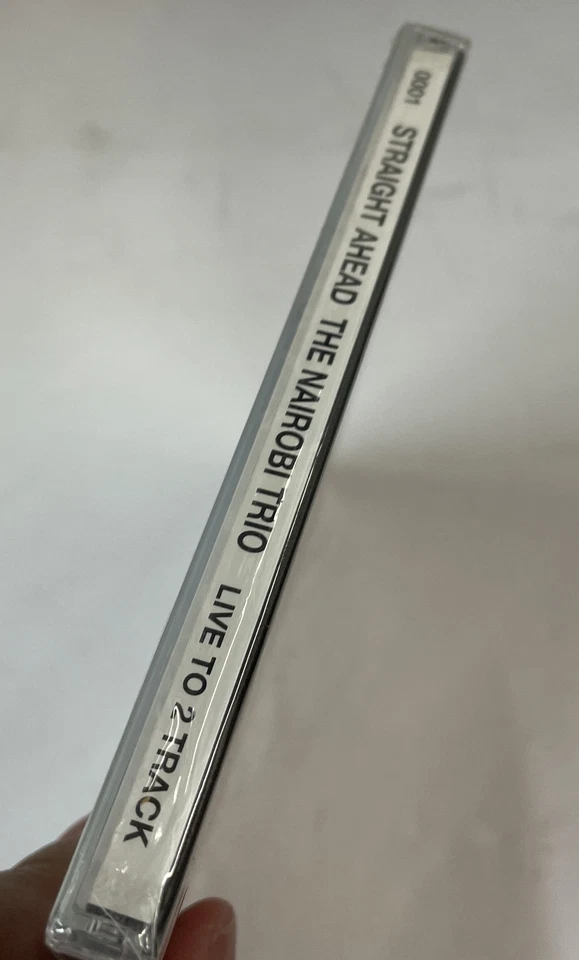 0001 STRAIGHT AHEAD THE NAIROBI TRIO LIVE TO 2 TRACK